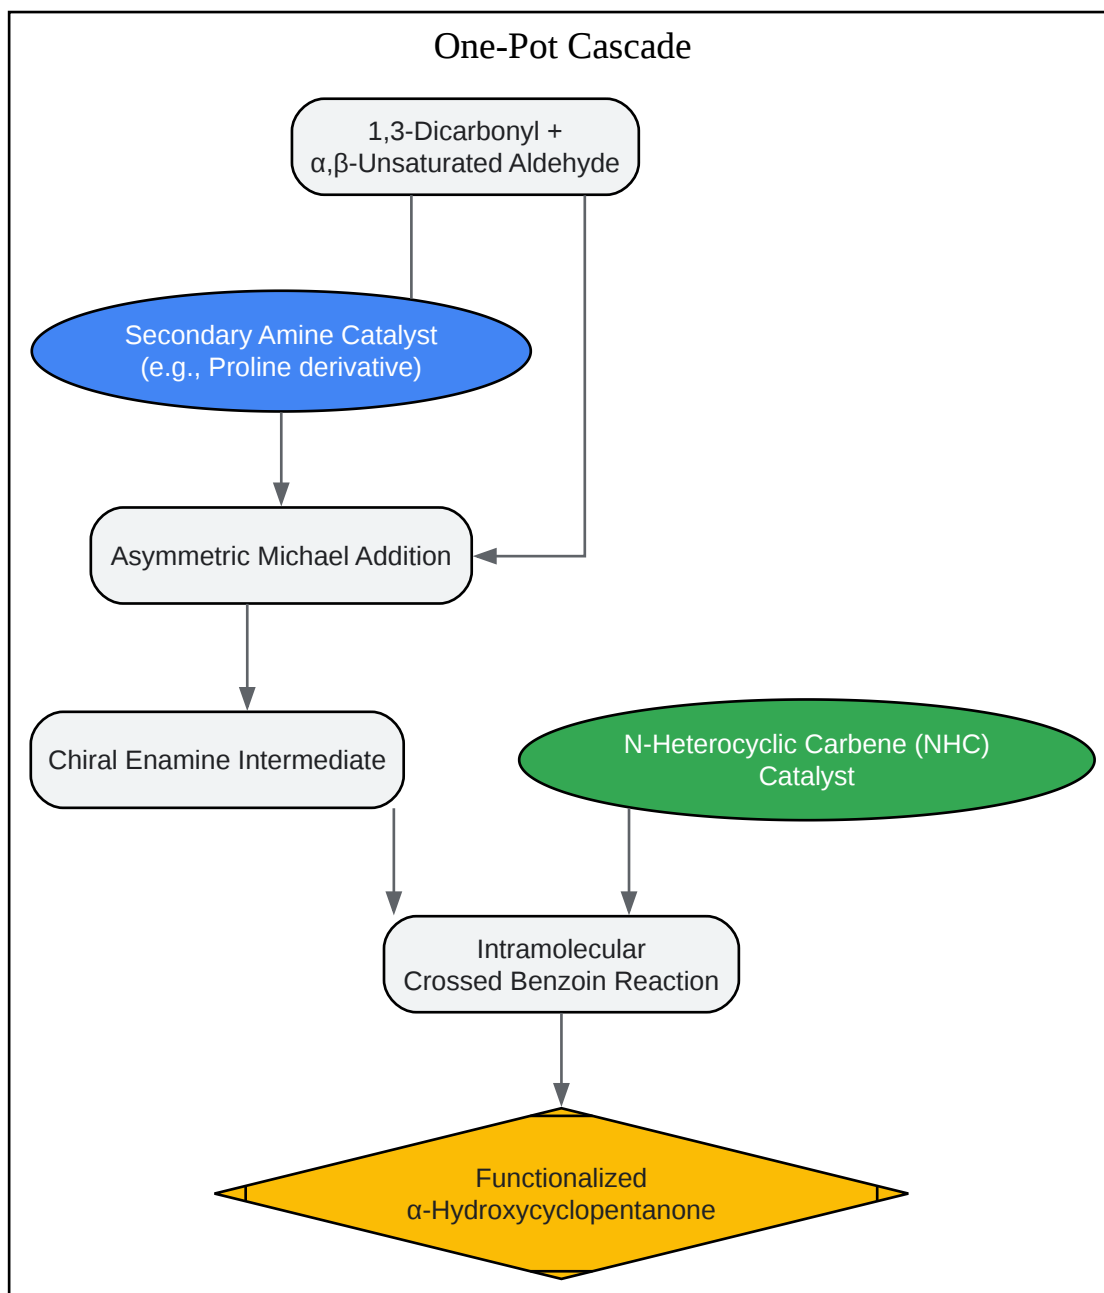 One-Pot Cascade
1,3-Dicarbonyl +
α,β-Unsaturated Aldehyde
Secondary Amine Catalyst
(e.g., Proline derivative)
Asymmetric Michael Addition
Chiral Enamine Intermediate
N-Heterocyclic Carbene (NHC)
Catalyst
Intramolecular
Crossed Benzoin Reaction
Functionalized
α-Hydroxycyclopentanone